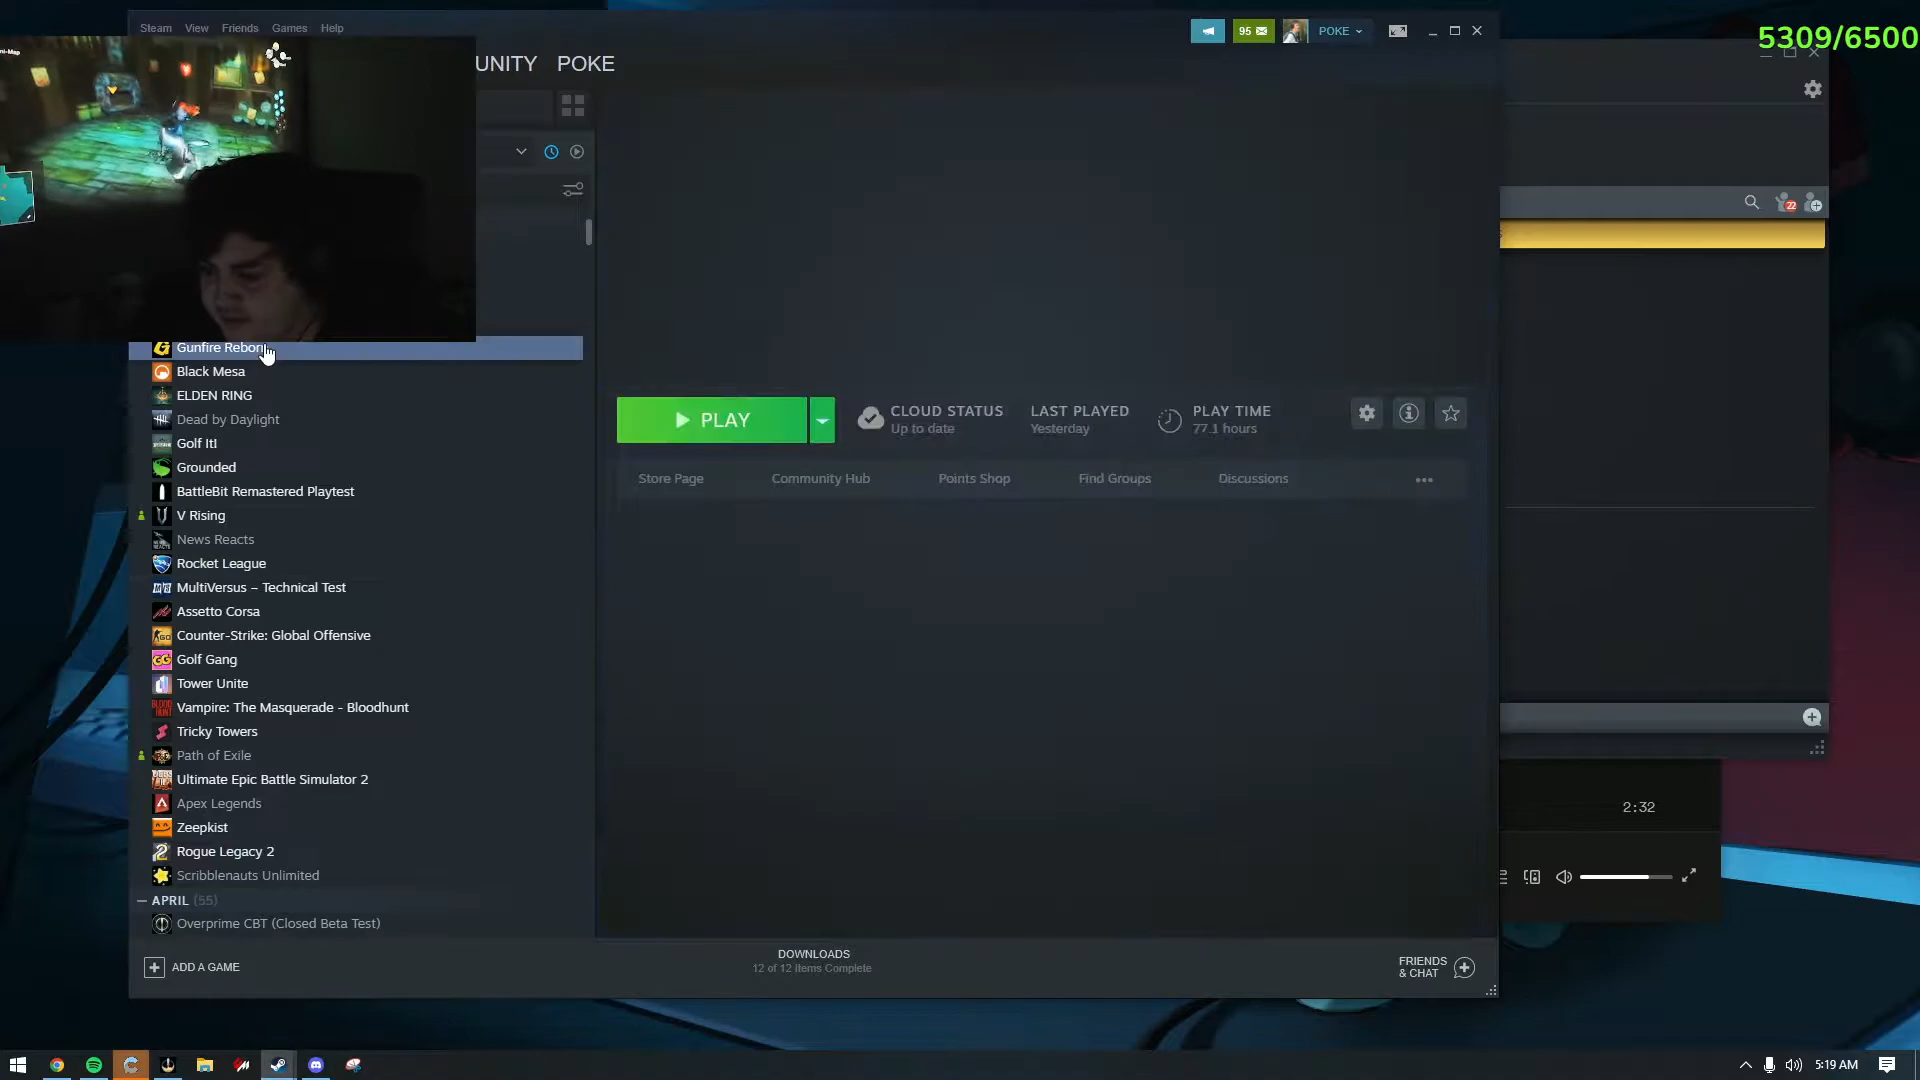 Steam View Friends Games Help
95
POKE
5309/6500
UNITY POKE
22
Gunfire Reborn
Black Mesa
ELDEN RING
Dead by Daylight
Golf It!
Grounded
BattleBit Remastered Playtest
V Rising
News Reacts
Rocket League
MultiVersus – Technical Test
Assetto Corsa
Counter-Strike: Global Offensive
Golf Gang
Tower Unite
Vampire: The Masquerade - Bloodhunt
Tricky Towers
Path of Exile
Ultimate Epic Battle Simulator 2
Apex Legends
Zeepkist
Rogue Legacy 2
Scribblenauts Unlimited
APRIL (55)
Overprime CBT (Closed Beta Test)
ADD A GAME
PLAY
CLOUD STATUS
Up to date
LAST PLAYED
Yesterday
PLAY TIME
77.1 hours
Store Page Community Hub Points Shop Find Groups Discussions
2:32
DOWNLOADS
12 of 12 Items Complete
FRIENDS
& CHAT
5:19 AM